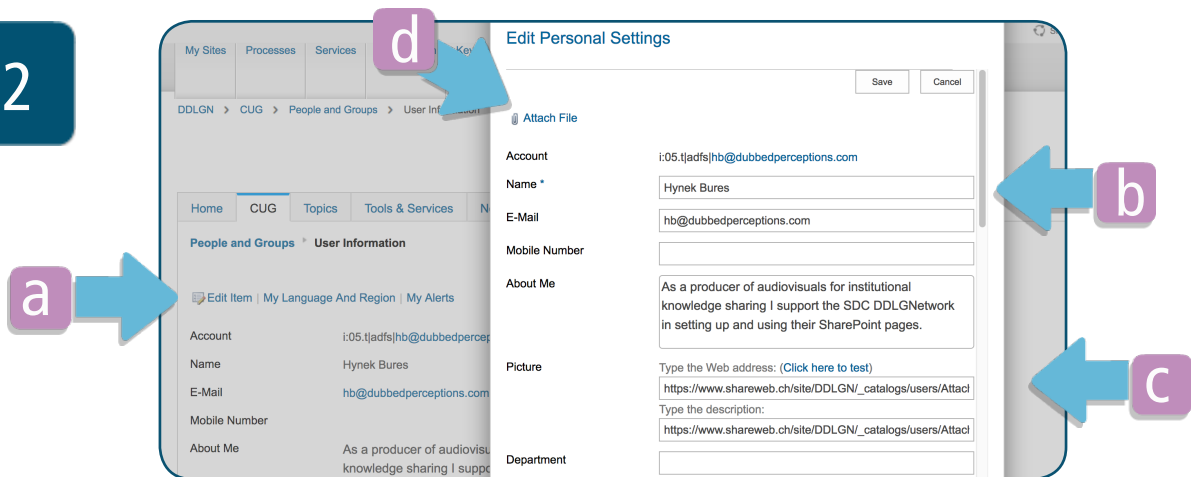 2
d
My Sites Processes Services Key
Edit Personal Settings
Save Cancel
DDLGN > CUG > People and Groups > User Information
Attach File
Account i:05.t|adfs|hb@dubbedperceptions.com
Name * Hynek Bures
b
Home CUG Topics Tools & Services
E-Mail hb@dubbedperceptions.com
People and Groups User Information
Mobile Number
a
About Me As a producer of audiovisuals for institutional
knowledge sharing I support the SDC DDLGNetwork
in setting up and using their SharePoint pages.
Edit Item | My Language And Region | My Alerts
Account i:05.t|adfs|hb@dubbedpercep
Name Hynek Bures
E-Mail hb@dubbedperceptions.com
Mobile Number
About Me As a producer of audiovisu
knowledge sharing I suppo
Picture Type the Web address: (Click here to test)
https://www.shareweb.ch/site/DDLGN/_catalogs/users/Attacl
Type the description:
https://www.shareweb.ch/site/DDLGN/_catalogs/users/Attacl
c
Department